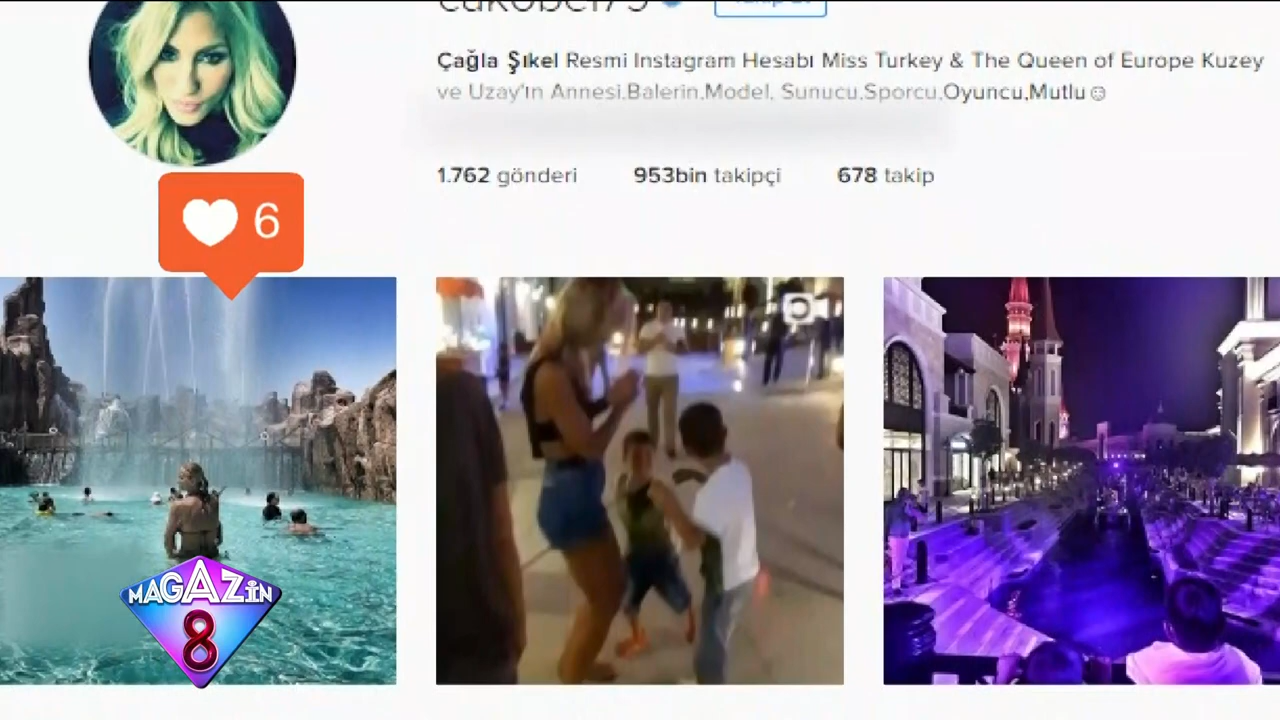 Çağla Şıkel Resmi Instagram Hesabı Miss Turkey & The Queen of Europe Kuzey
ve Uzay'ın Annesi.Balerin.Model. Sunucu.Sporcu.Oyuncu.Mutlu☺
1.762 gönderi 953bin takipçi 678 takip
6
MAGAZİN
8